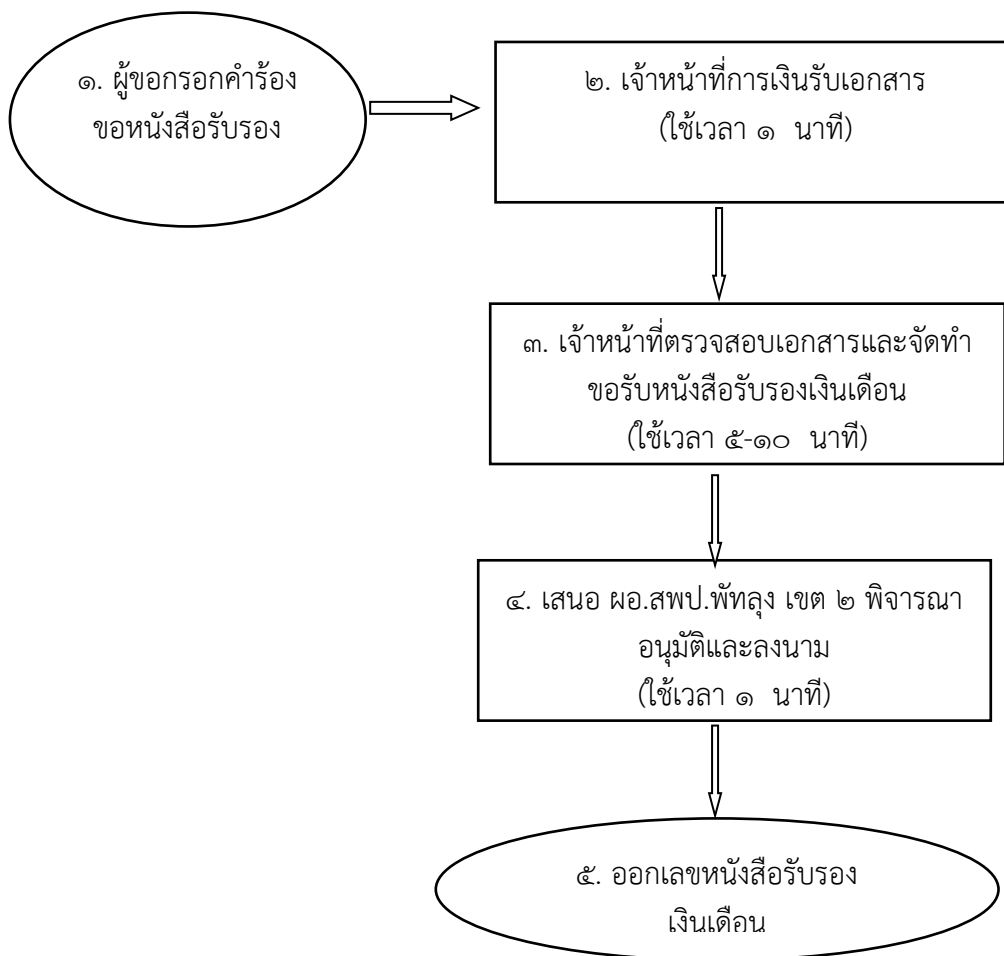 ๑. ผู้ขอกรอกคำร้อง
ขอหนังสือรับรอง
๒. เจ้าหน้าที่การเงินรับเอกสาร
(ใช้เวลา ๑ นาที)
๓. เจ้าหน้าที่ตรวจสอบเอกสารและจัดทำ
ขอรับหนังสือรับรองเงินเดือน
(ใช้เวลา ๕-๑๐ นาที)
๔. เสนอ ผอ.สพป.พัทลุง เขต ๒ พิจารณา
อนุมัติและลงนาม
(ใช้เวลา ๑ นาที)
๕. ออกเลขหนังสือรับรอง
เงินเดือน